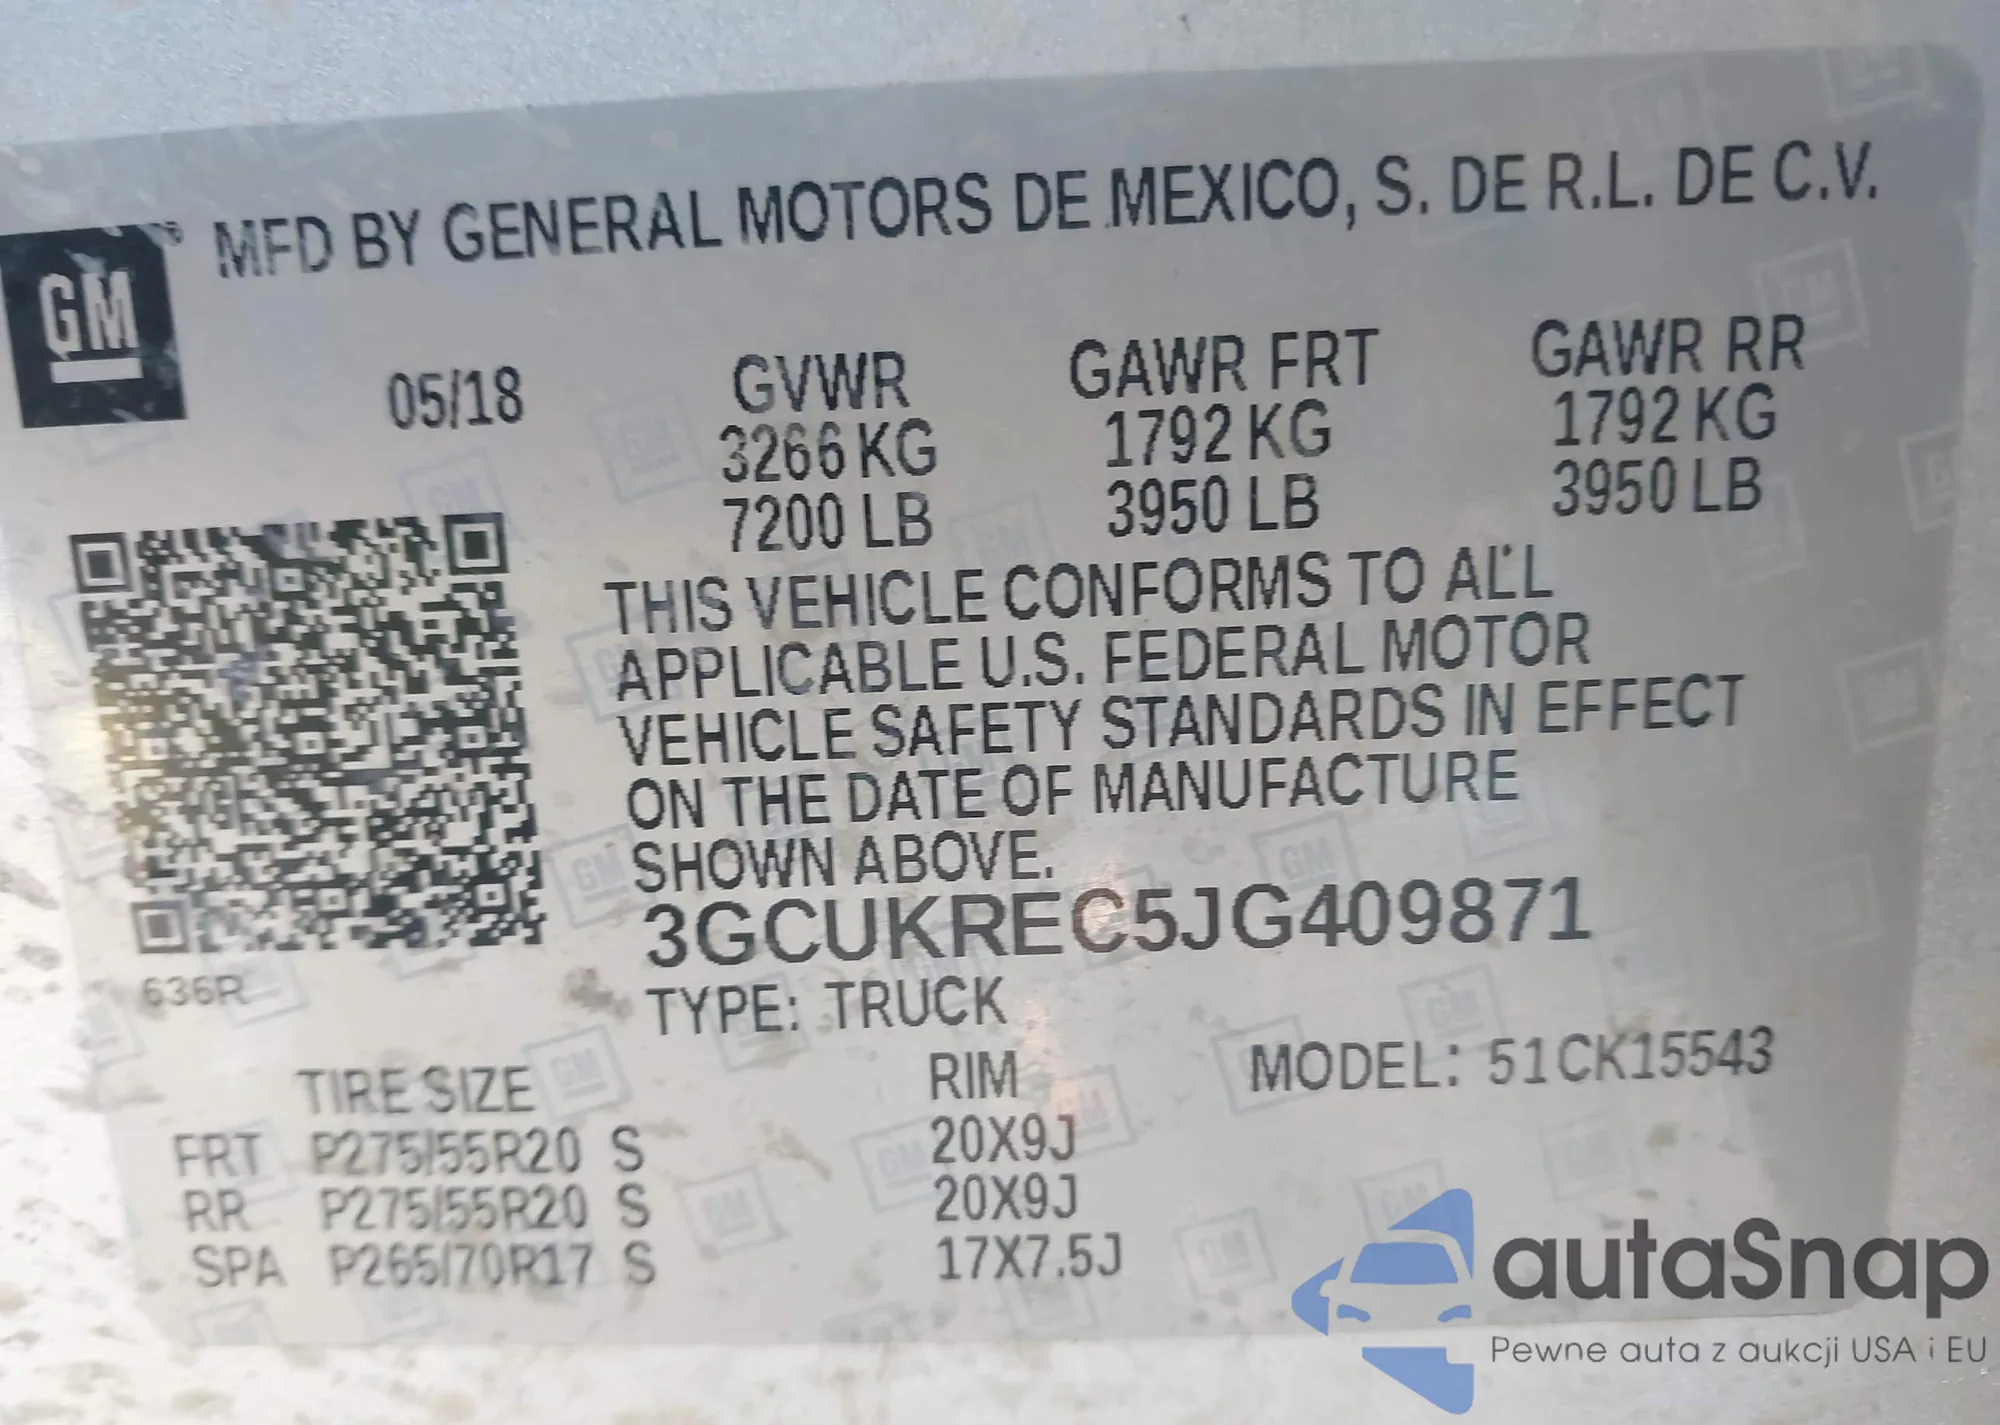 MFD BY GENERAL MOTORS DE MEXICO, S. DE R.L. DE C.V.
GM
05/18
GVWR GAWR FRT GAWR RR
3266 KG 1792 KG 1792 KG
7200 LB 3950 LB 3950 LB
THIS VEHICLE CONFORMS TO ALL
APPLICABLE U.S. FEDERAL MOTOR
VEHICLE SAFETY STANDARDS IN EFFECT
ON THE DATE OF MANUFACTURE
SHOWN ABOVE.
3GCUKREC5JG409871
636R
TYPE: TRUCK
TIRE SIZE RIM MODEL: 51CK15543
FRT P275/55R20 S 20X9J
RR P275/55R20 S 20X9J
SPA P265/70R17 S 17X7.5J
autaSnap
Pewne auta z aukcji USA i EU